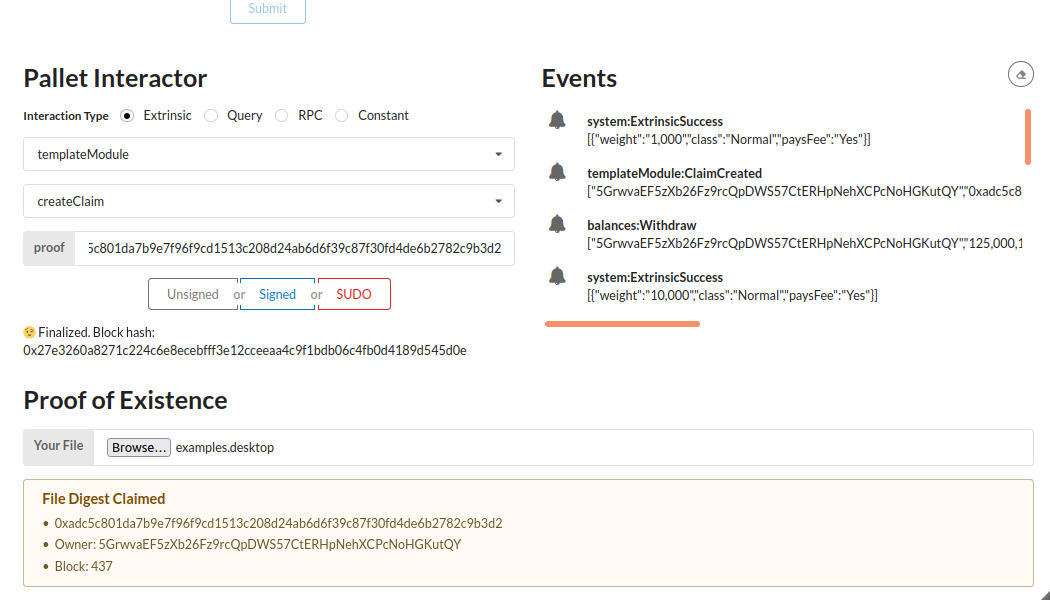 Submit
Pallet Interactor
Interaction Type Extrinsic Query RPC Constant
templateModule
createClaim
proof 5c801da7b9e7f96f9cd1513c208d24ab6d6f39c87f30fd4de6b2782c9b3d2
Unsigned or Signed or SUDO
Finalized. Block hash:
0x27e3260a8271c224c6e8ecebfff3e12cceeaa4c9f1bdb06c4fb0d4189d545d0e
Events
system:ExtrinsicSuccess
[{"weight":"1,000","class":"Normal","paysFee":"Yes"}]
templateModule:ClaimCreated
["5GrwvaEF5zXb26Fz9rcQpDWS57CtERHpNehXCPcNoHGKutQY","0xadc5c8
balances:Withdraw
["5GrwvaEF5zXb26Fz9rcQpDWS57CtERHpNehXCPcNoHGKutQY","125,000,1
system:ExtrinsicSuccess
[{"weight":"10,000","class":"Normal","paysFee":"Yes"}]
Proof of Existence
Your File Browse... examples.desktop
File Digest Claimed
• 0xadc5c801da7b9e7f96f9cd1513c208d24ab6d6f39c87f30fd4de6b2782c9b3d2
• Owner: 5GrwvaEF5zXb26Fz9rcQpDWS57CtERHpNehXCPcNoHGKutQY
• Block: 437